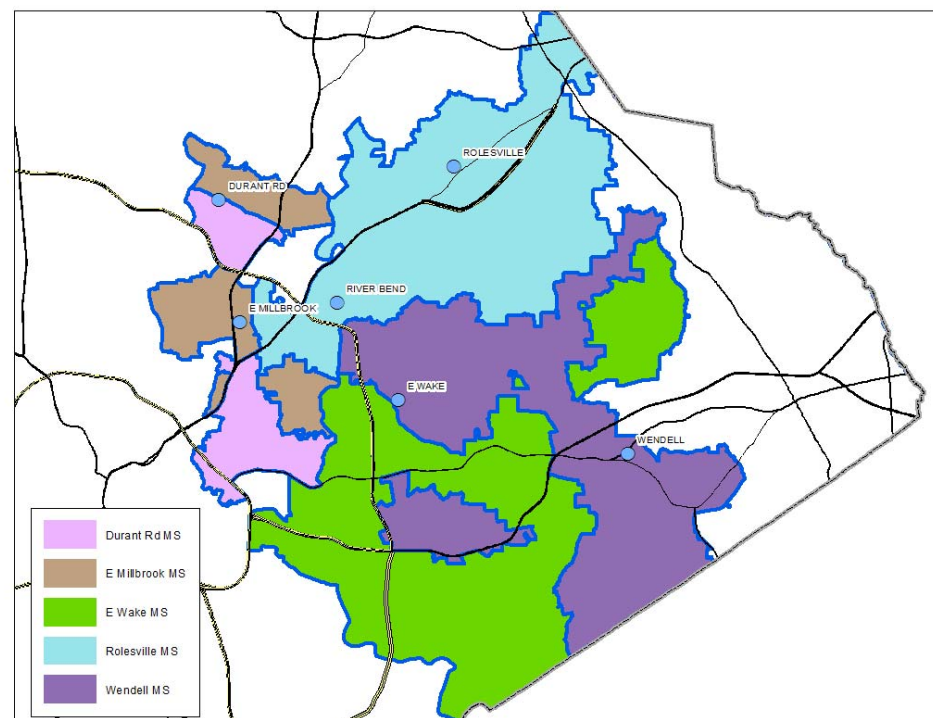 ROLESVILLE
DURANT RD
RIVER BEND
E MILLBROOK
E WAKE
WENDELL
Durant Rd MS
E Millbrook MS
E Wake MS
Rolesville MS
Wendell MS